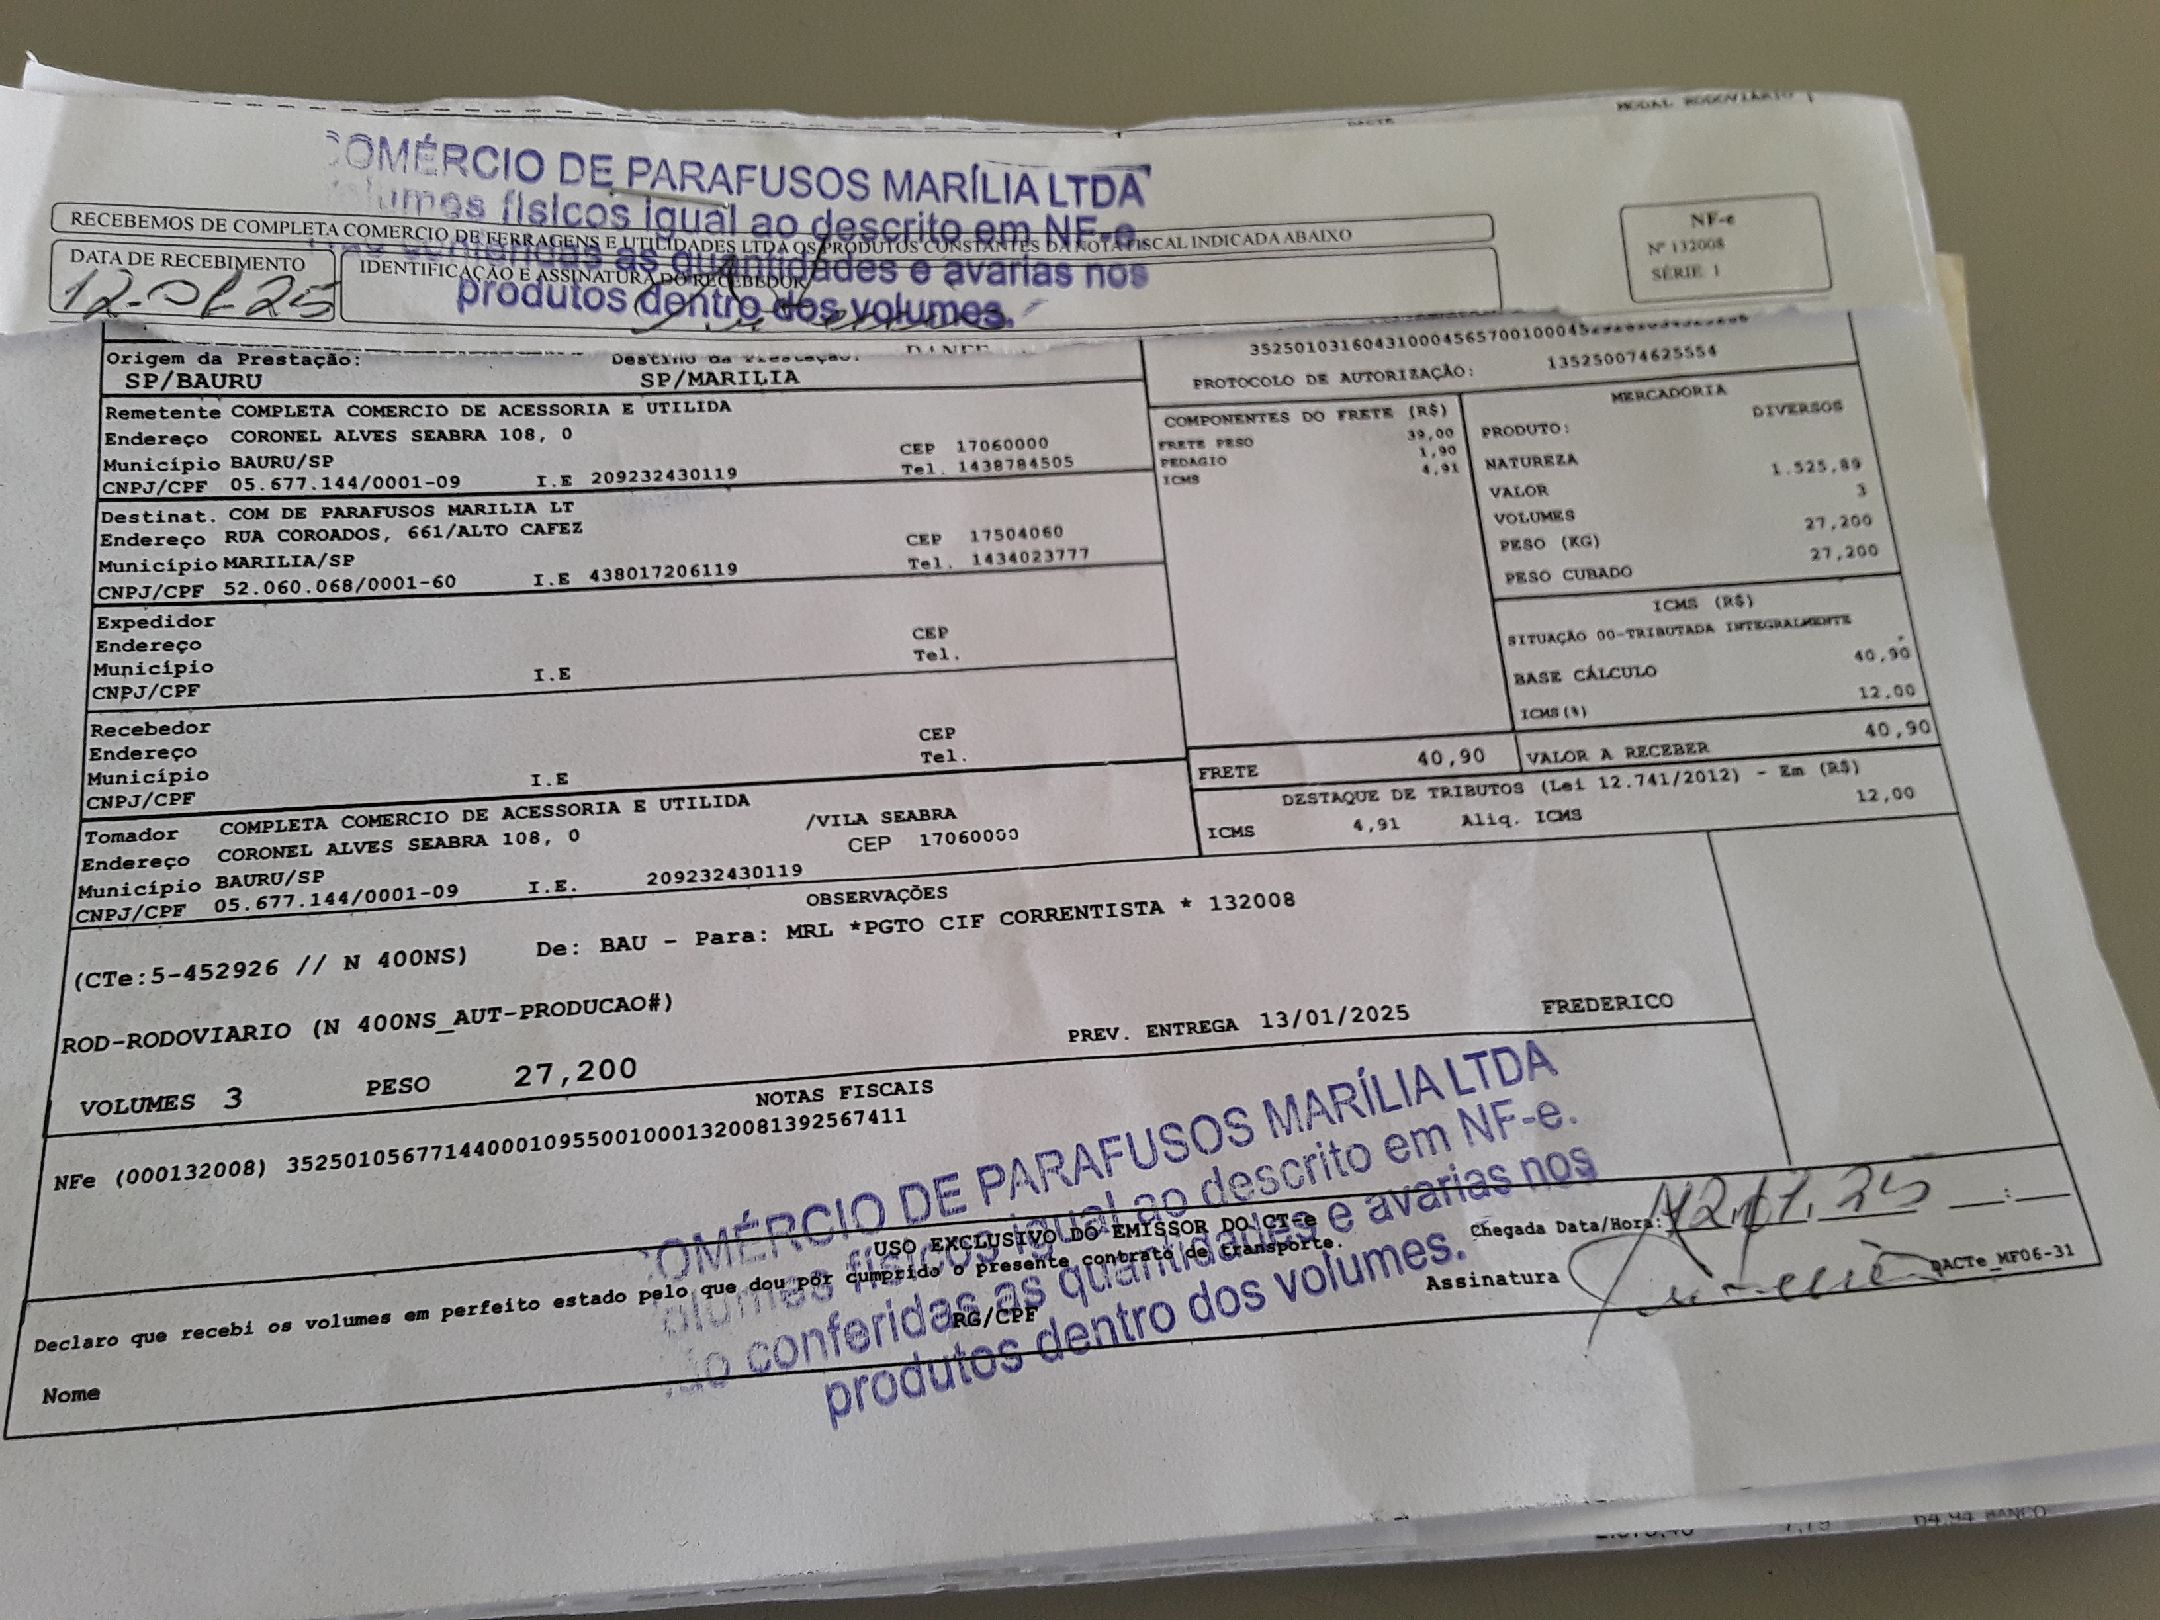 MODAL RODOVIÁRIO
DACTE
COMÉRCIO DE PARAFUSOS MARÍLIA LTDA
volumes físicos igual ao descrito em NF-e
não conferidas as quantidades e avarias nos
produtos dentro dos volumes.
RECEBEMOS DE COMPLETA COMERCIO DE FERRAGENS E UTILIDADES LTDA OS PRODUTOS CONSTANTES DA NOTA FISCAL INDICADA ABAIXO
DATA DE RECEBIMENTO
IDENTIFICAÇÃO E ASSINATURA DO RECEBEDOR
NF-e
Nº 132008
SÉRIE 1
DANFE
Origem da Prestação: Destino da Prestação:
SP/BAURU SP/MARILIA
PROTOCOLO DE AUTORIZAÇÃO: 135250074625554
Remetente COMPLETA COMERCIO DE ACESSORIA E UTILIDA
Endereço CORONEL ALVES SEABRA 108, 0 CEP 17060000
Município BAURU/SP Tel. 1438784505
CNPJ/CPF 05.677.144/0001-09 I.E 209232430119
Destinat. COM DE PARAFUSOS MARILIA LT
Endereço RUA COROADOS, 661/ALTO CAFEZ CEP 17504060
Município MARILIA/SP Tel. 1434023777
CNPJ/CPF 52.060.068/0001-60 I.E 438017206119
Expedidor
Endereço CEP
Município Tel.
CNPJ/CPF I.E
Recebedor
Endereço CEP
Município Tel.
CNPJ/CPF I.E
Tomador COMPLETA COMERCIO DE ACESSORIA E UTILIDA
Endereço CORONEL ALVES SEABRA 108, 0 /VILA SEABRA
Município BAURU/SP CEP 17060000
CNPJ/CPF 05.677.144/0001-09 I.E. 209232430119
COMPONENTES DO FRETE (R$)
FRETE PESO 39,00
PEDAGIO 1,90
ICMS 4,91
MERCADORIA
PRODUTO: DIVERSOS
NATUREZA
VALOR 1.525,89
VOLUMES 3
PESO (KG) 27,200
PESO CUBADO 27,200
ICMS (R$)
SITUAÇÃO 00-TRIBUTADA INTEGRALMENTE
BASE CÁLCULO 40,90
ICMS(%) 12,00
FRETE 40,90
VALOR A RECEBER 40,90
DESTAQUE DE TRIBUTOS (Lei 12.741/2012) - Em (R$)
ICMS 4,91 Aliq. ICMS 12,00
OBSERVAÇÕES
(CTe:5-452926 // N 400NS) De: BAU - Para: MRL *PGTO CIF CORRENTISTA * 132008
ROD-RODOVIARIO (N 400NS_AUT-PRODUCAO#)
PREV. ENTREGA 13/01/2025 FREDERICO
VOLUMES 3 PESO 27,200
NOTAS FISCAIS
NFe (000132008) 35250105677144000109550010001320081392567411
COMÉRCIO DE PARAFUSOS MARÍLIA LTDA
volumes físicos igual ao descrito em NF-e.
não conferidas as quantidades e avarias nos
produtos dentro dos volumes.
USO EXCLUSIVO DO EMISSOR DO CT-e
Declaro que recebi os volumes em perfeito estado pelo que dou por cumprido o presente contrato de transporte.
Chegada Data/Hora:
Nome RG/CPF Assinatura
DACTe_MF06-31
BANCO